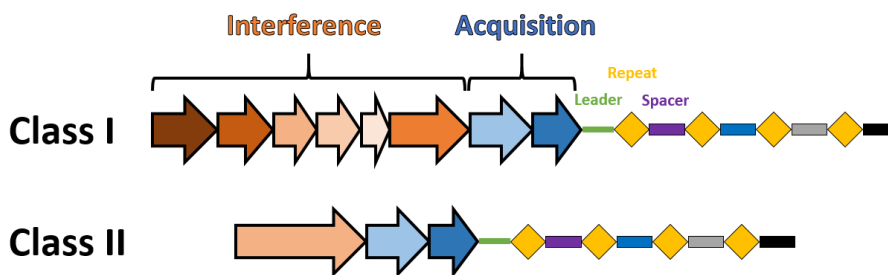 Interference
Acquisition
Repeat
Leader
Spacer
Class I
Class II